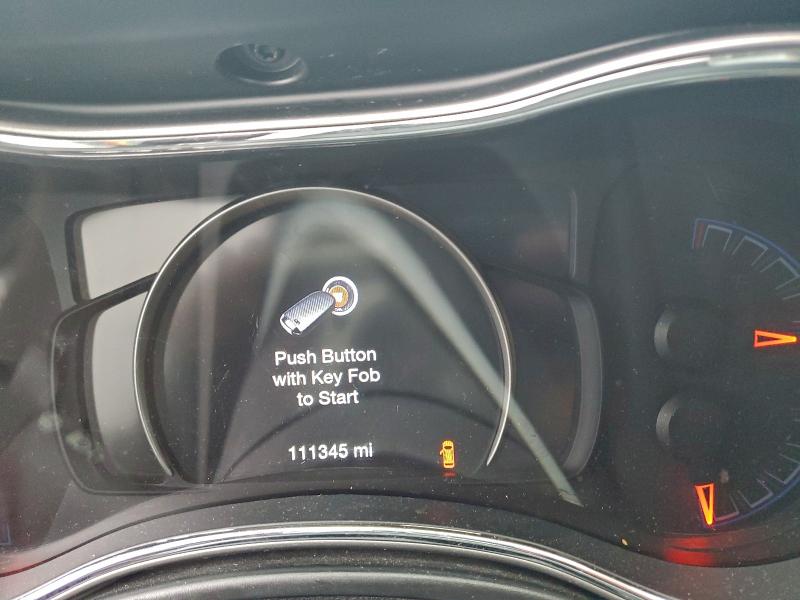 Push Button
with Key Fob
to Start
111345 mi